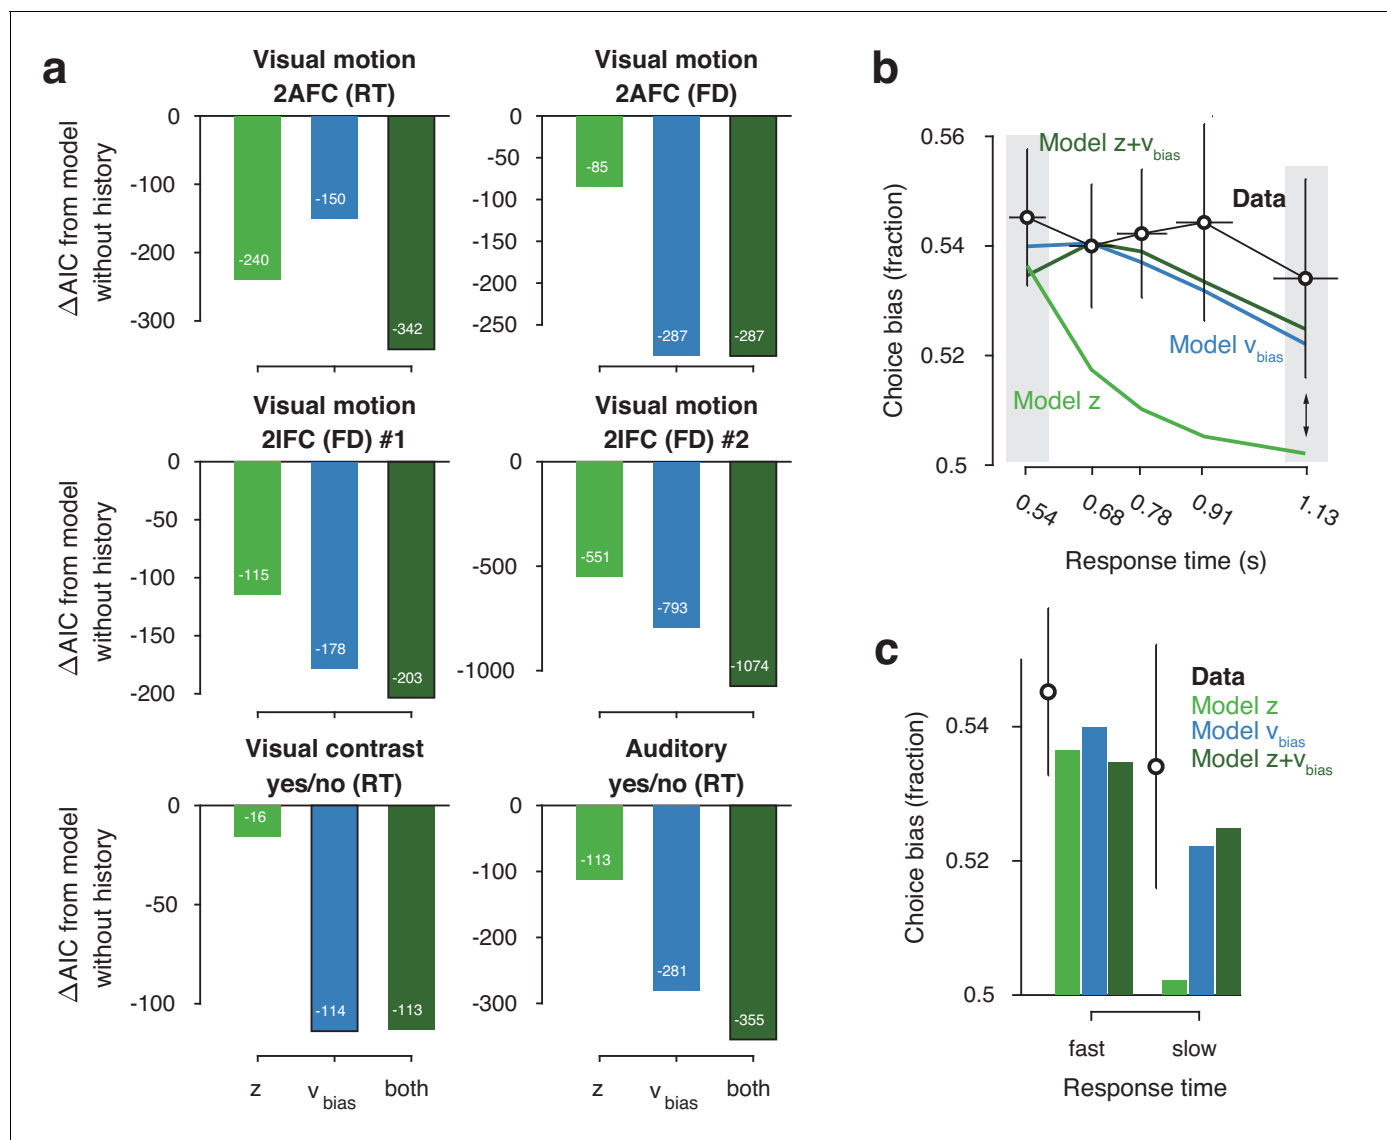 a
Visual motion
2AFC (RT)
ΔAIC from model
without history
0
-100
-200
-300
-240
-150
-342
Visual motion
2AFC (FD)
0
-50
-100
-150
-200
-250
-85
-287
-287
Visual motion
2IFC (FD) #1
ΔAIC from model
without history
0
-50
-100
-150
-200
-115
-178
-203
Visual motion
2IFC (FD) #2
0
-500
-1000
-551
-793
-1074
Visual contrast
yes/no (RT)
ΔAIC from model
without history
0
-50
-100
-16
-114
-113
z
v bias
both
Auditory
yes/no (RT)
0
-100
-200
-300
-113
-281
-355
z
v bias
both
b
Choice bias (fraction)
0.56
0.54
0.52
0.5
Model z+vbias
Data
Model vbias
Model z
0.54
0.68
0.78
0.91
1.13
Response time (s)
c
Choice bias (fraction)
0.54
0.52
0.5
Data
Model z
Model vbias
Model z+vbias
fast
slow
Response time